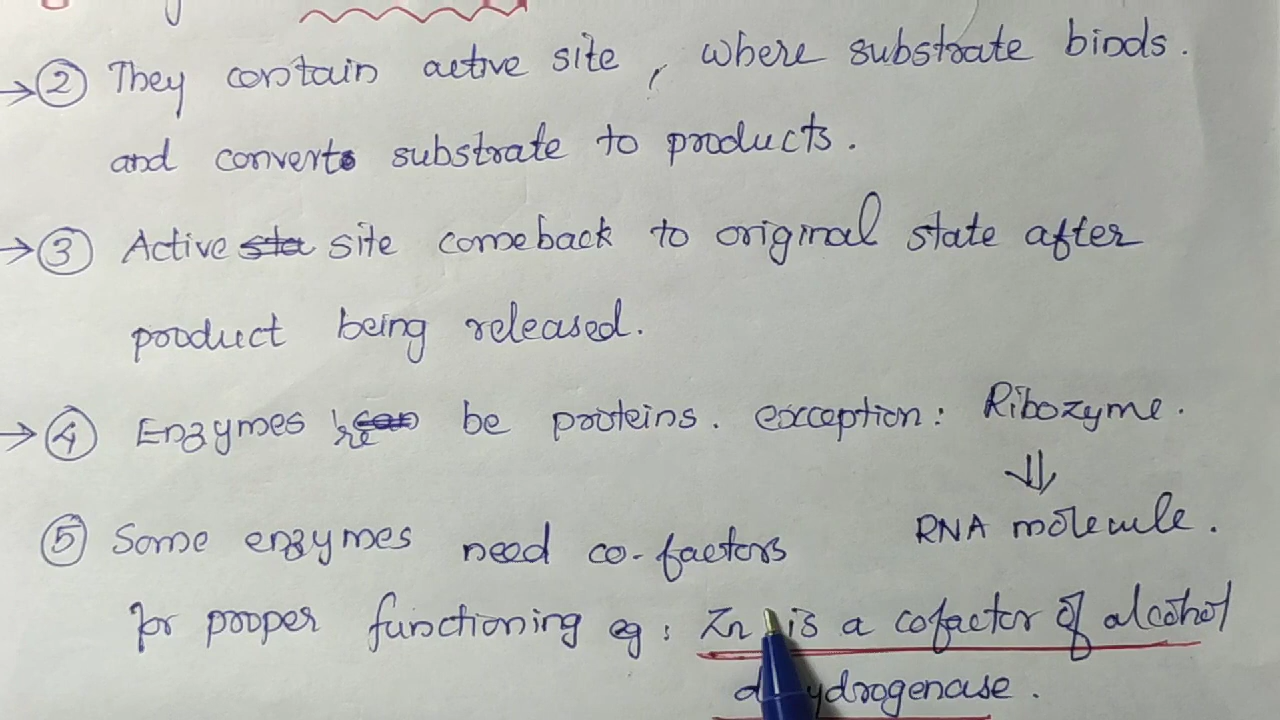 ② They contain active site, where substrate binds.
and converts substrate to products.
③ Active site comeback to original state after
product being released.
④ Enzymes be proteins. exception: Ribozyme.
⇓
RNA molecule.
⑤ Some enzymes need co-factors
for proper functioning eg: Zn is a cofactor of alcohol
dehydrogenase.